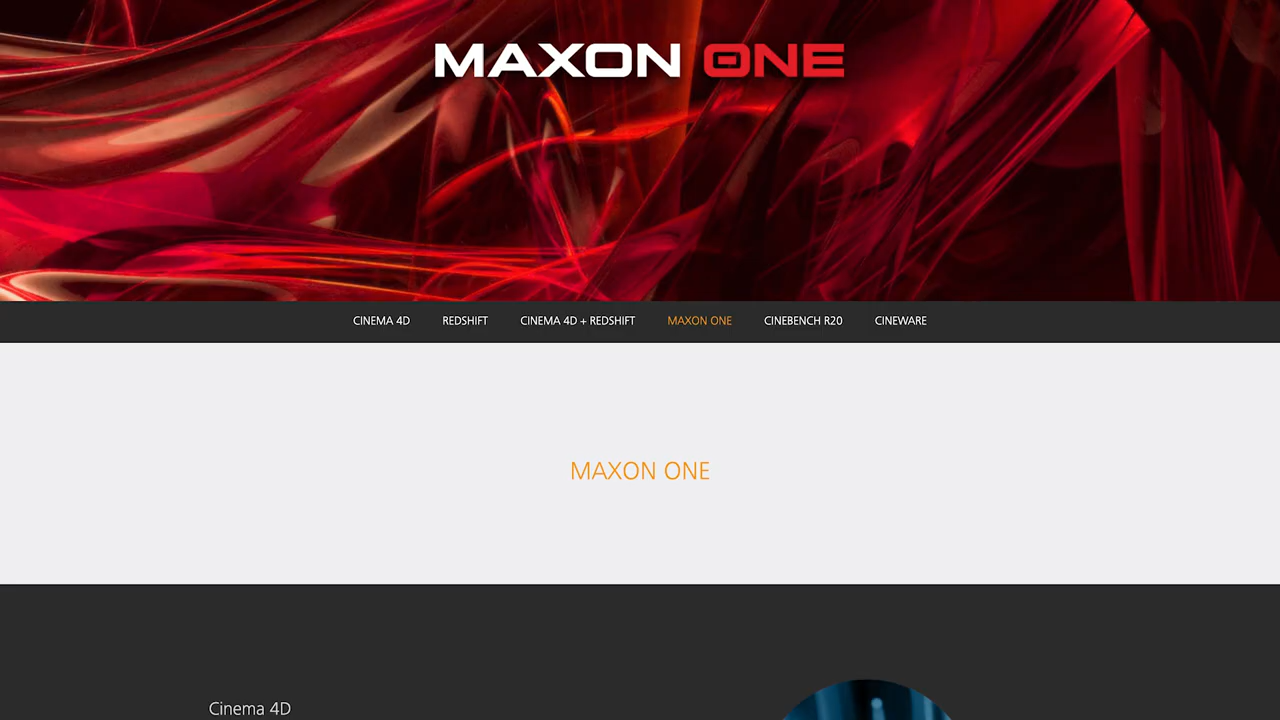 MAXON ONE
CINEMA 4D REDSHIFT CINEMA 4D + REDSHIFT MAXON ONE CINEBENCH R20 CINEWARE
MAXON ONE
Cinema 4D